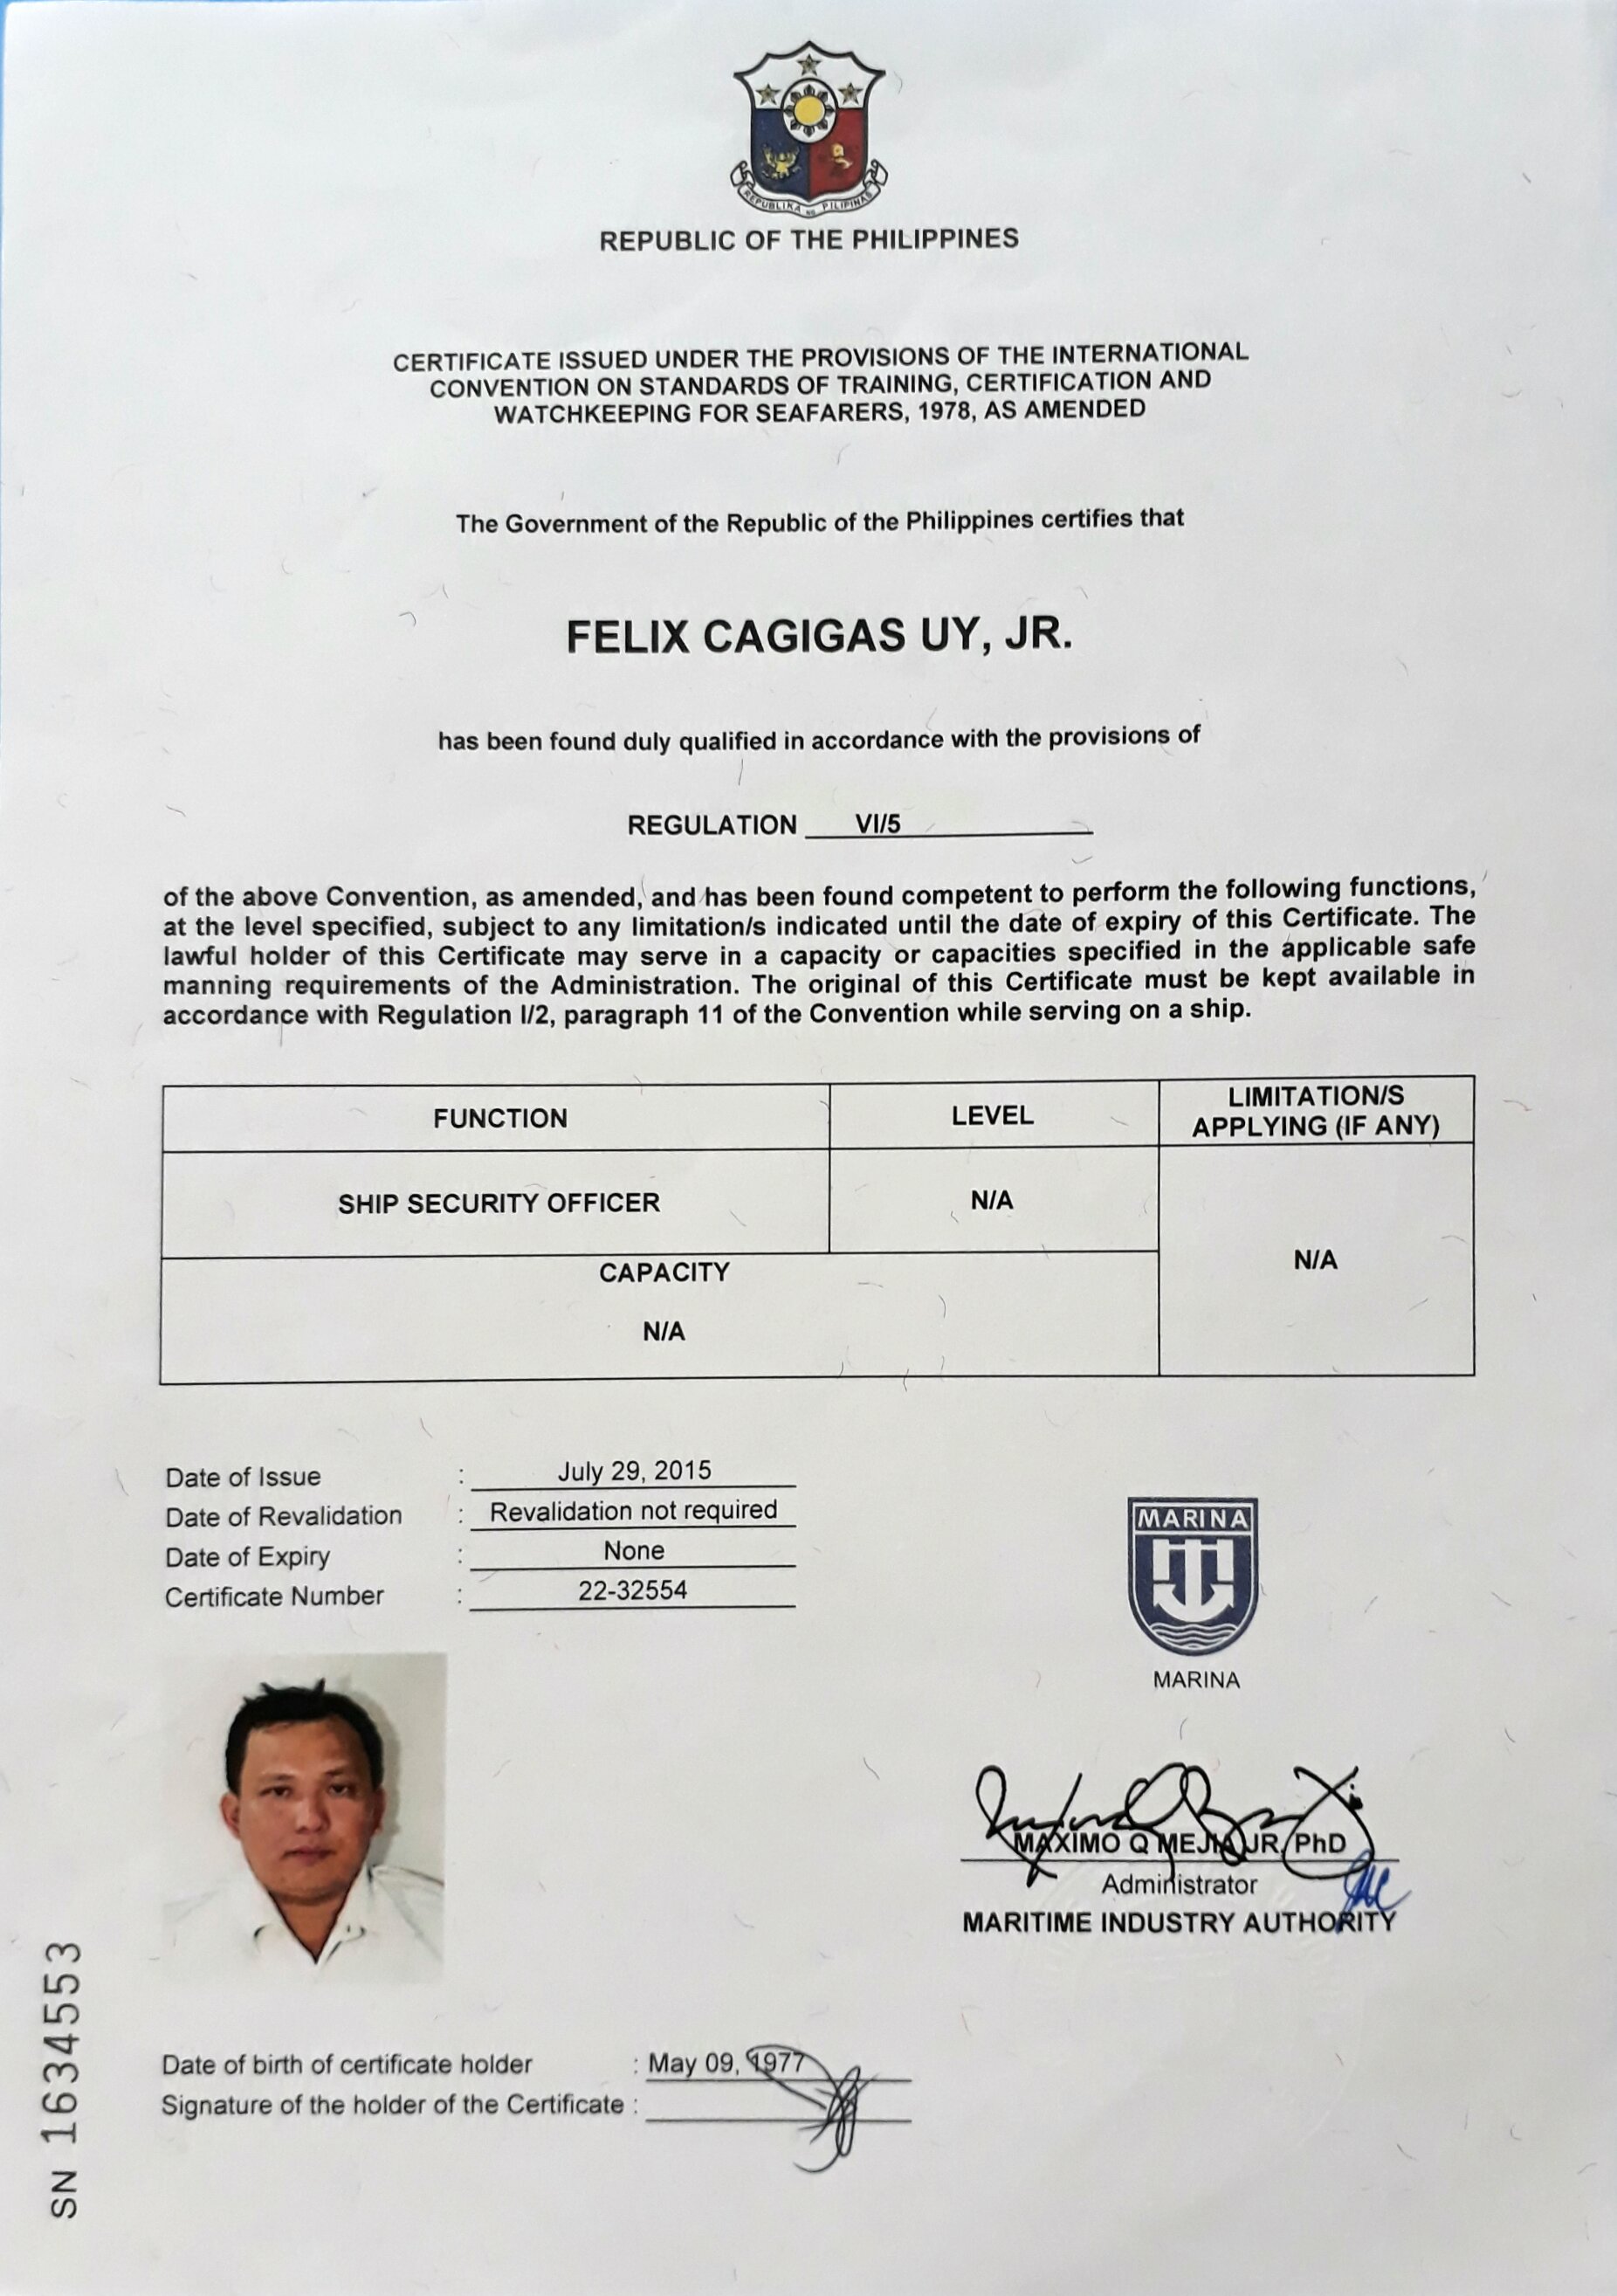 REPUBLIKA NG PILIPINAS
REPUBLIC OF THE PHILIPPINES
CERTIFICATE ISSUED UNDER THE PROVISIONS OF THE INTERNATIONAL
CONVENTION ON STANDARDS OF TRAINING, CERTIFICATION AND
WATCHKEEPING FOR SEAFARERS, 1978, AS AMENDED
The Government of the Republic of the Philippines certifies that
FELIX CAGIGAS UY, JR.
has been found duly qualified in accordance with the provisions of
REGULATION VI/5
of the above Convention, as amended, and has been found competent to perform the following functions,
at the level specified, subject to any limitation/s indicated until the date of expiry of this Certificate. The
lawful holder of this Certificate may serve in a capacity or capacities specified in the applicable safe
manning requirements of the Administration. The original of this Certificate must be kept available in
accordance with Regulation I/2, paragraph 11 of the Convention while serving on a ship.
FUNCTION LEVEL LIMITATION/S
APPLYING (IF ANY)
SHIP SECURITY OFFICER N/A
N/A
CAPACITY
N/A
Date of Issue : July 29, 2015
Date of Revalidation : Revalidation not required
Date of Expiry : None
Certificate Number : 22-32554
MARINA
MARINA
MAXIMO Q MEJIA JR, PhD
Administrator
MARITIME INDUSTRY AUTHORITY
Date of birth of certificate holder : May 09, 1977
Signature of the holder of the Certificate :
SN 1634553